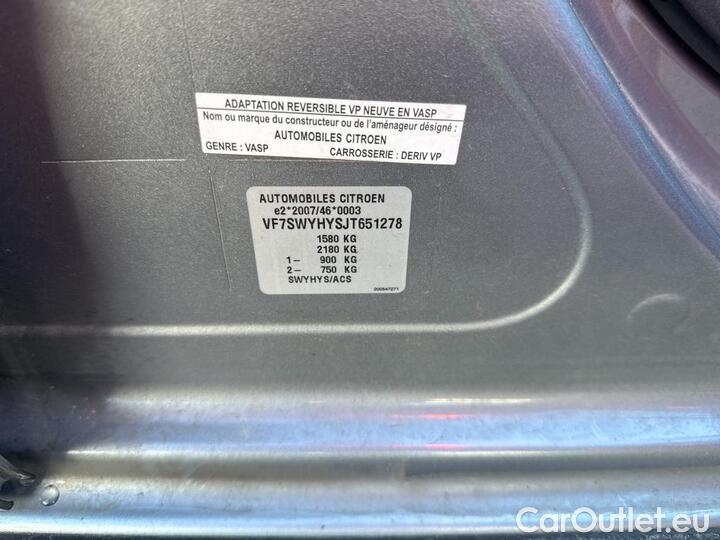 ADAPTATION REVERSIBLE VP NEUVE EN VASP
Nom ou marque du constructeur ou de l'aménageur désigné :
AUTOMOBILES CITROEN
GENRE : VASP CARROSSERIE : DERIV VP
AUTOMOBILES CITROEN
e2*2007/46*0003
VF7SWYHYSJT651278
1580 KG
2180 KG
1- 900 KG
2- 750 KG
SWYHYS/ACS
200847271
CarOutlet.eu